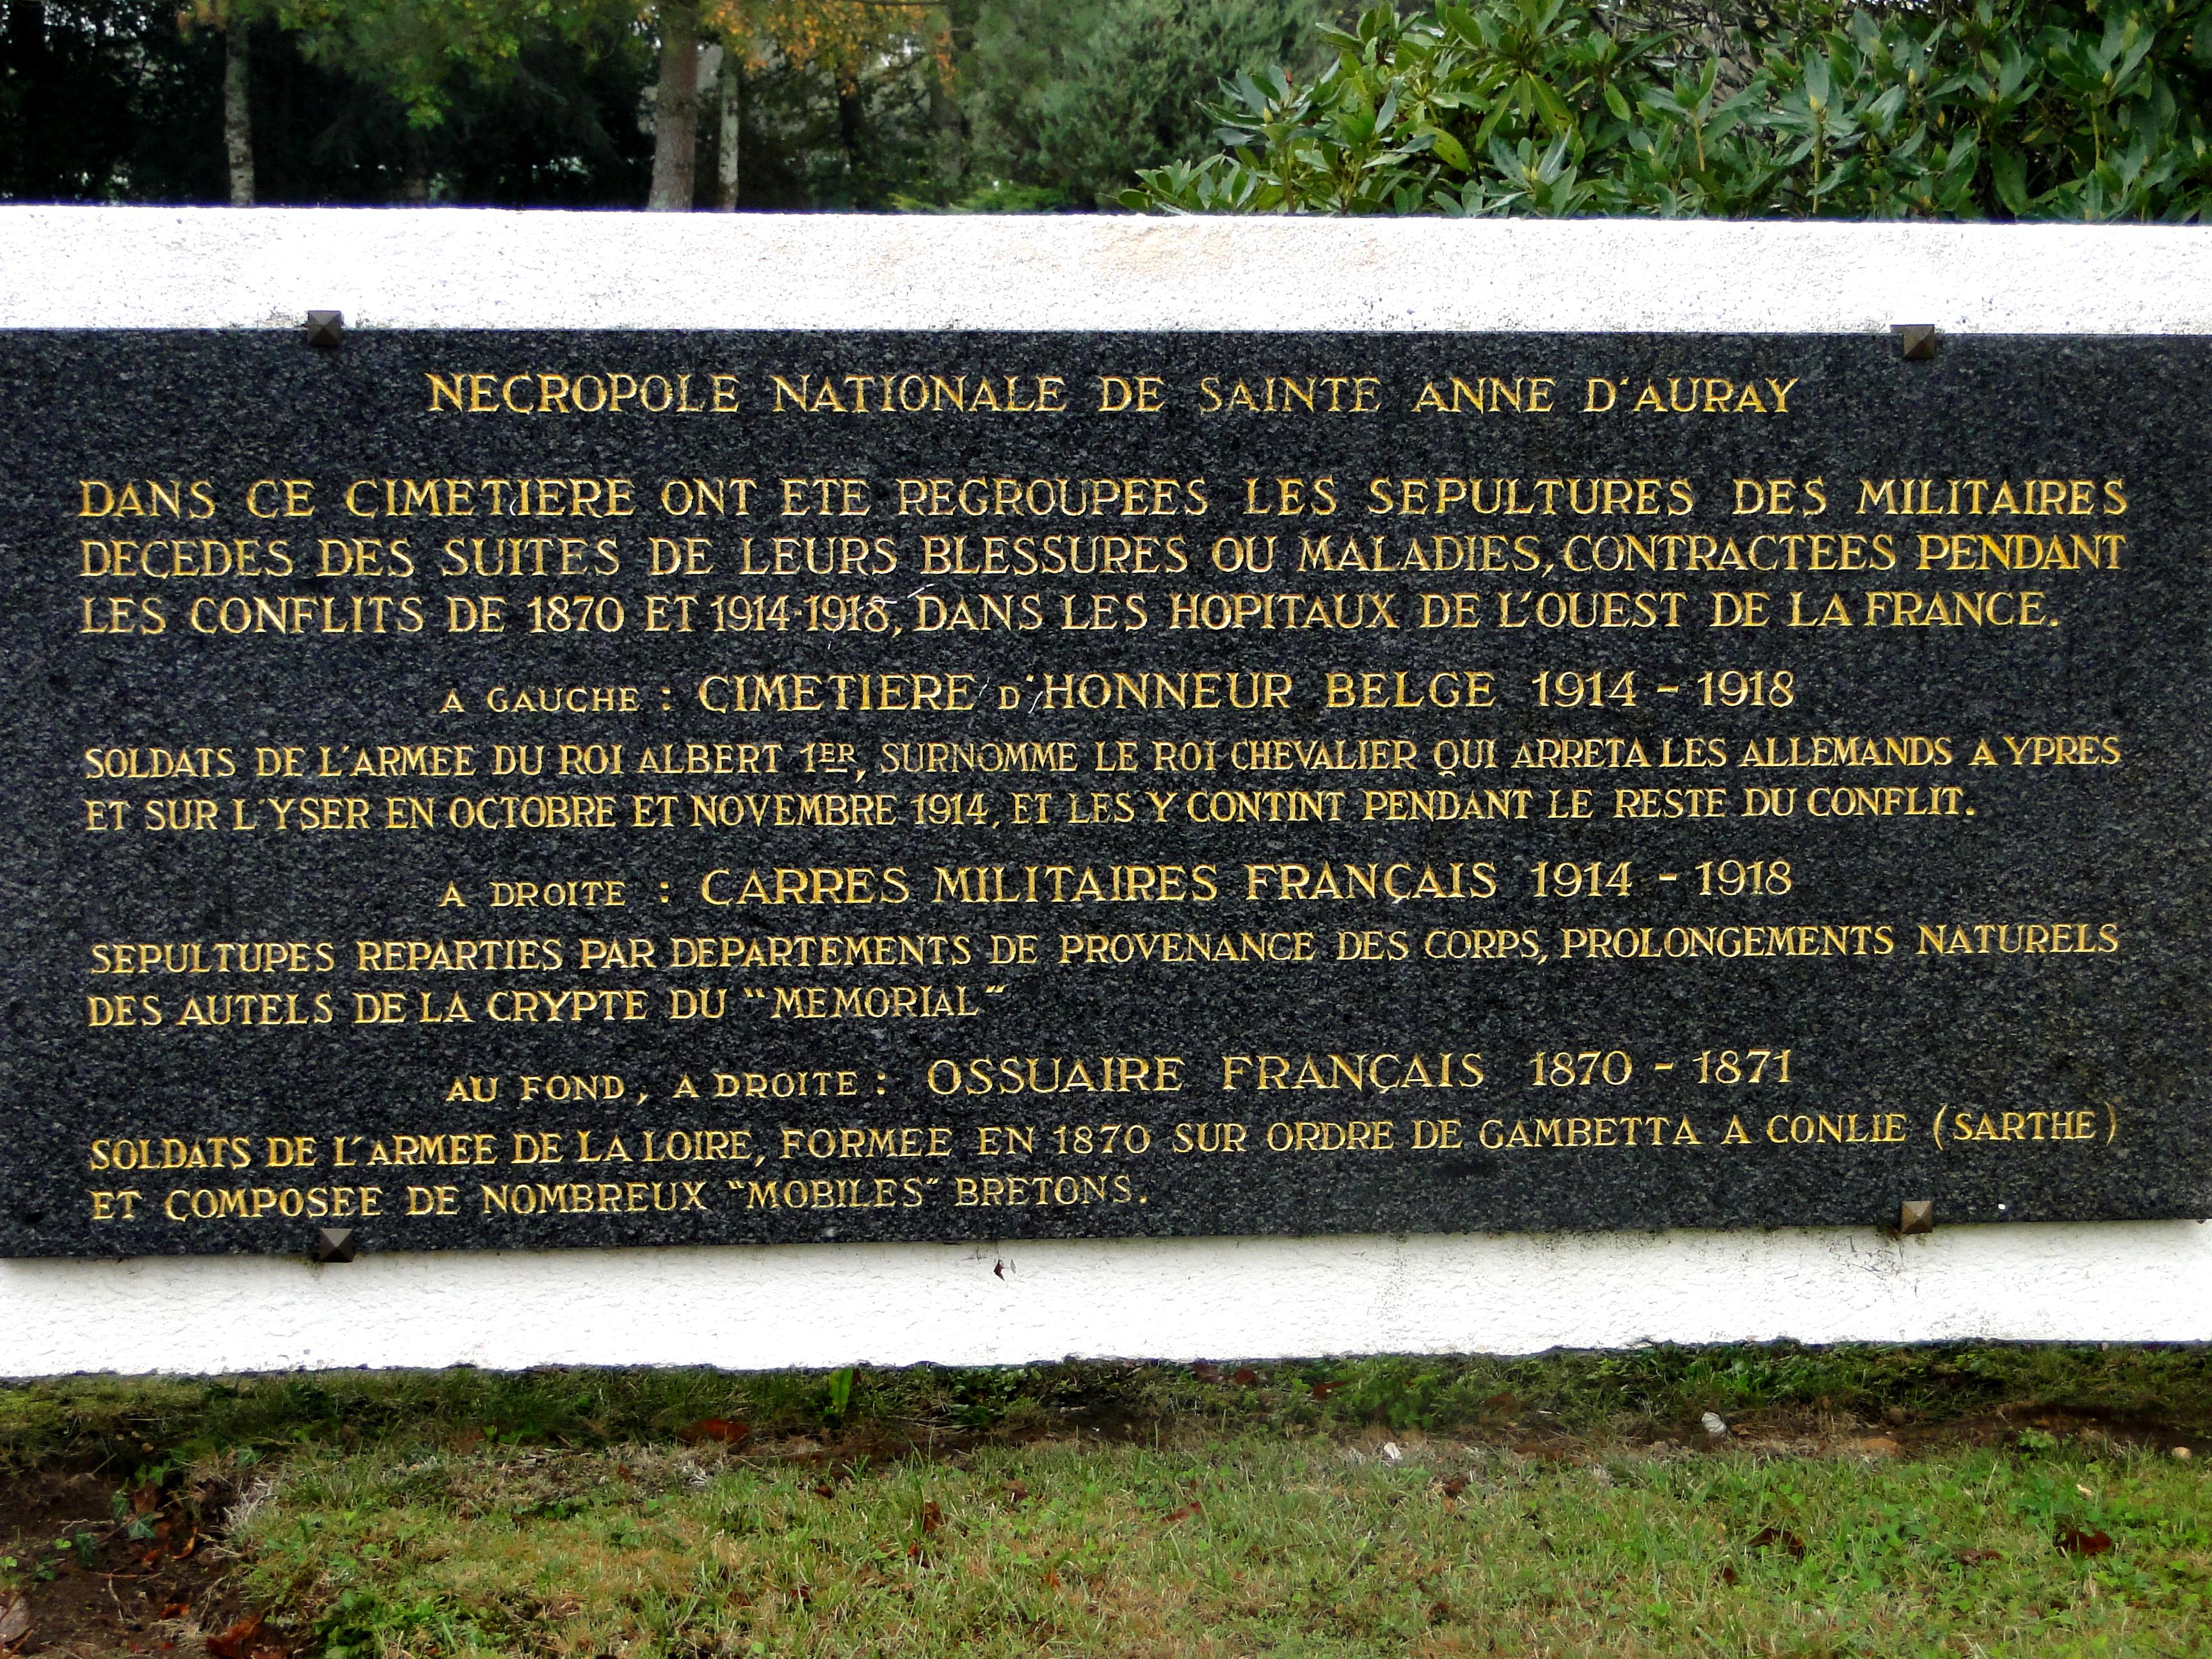 NECROPOLE NATIONALE DE SAINTE ANNE D'AURAY
DANS CE CIMETIERE ONT ETE REGROUPEES LES SEPULTURES DES MILITAIRES
DECEDES DES SUITES DE LEURS BLESSURES OU MALADIES, CONTRACTEES PENDANT
LES CONFLITS DE 1870 ET 1914-1918, DANS LES HOPITAUX DE L'OUEST DE LA FRANCE.
A GAUCHE : CIMETIERE D'HONNEUR BELGE 1914 - 1918
SOLDATS DE L'ARMEE DU ROI ALBERT 1ER, SURNOMME LE ROI CHEVALIER QUI ARRETA LES ALLEMANDS A YPRES
ET SUR L'YSER EN OCTOBRE ET NOVEMBRE 1914, ET LES Y CONTINT PENDANT LE RESTE DU CONFLIT.
A DROITE : CARRES MILITAIRES FRANÇAIS 1914 - 1918
SEPULTUPES REPARTIES PAR DEPARTEMENTS DE PROVENANCE DES CORPS, PROLONGEMENTS NATURELS
DES AUTELS DE LA CRYPTE DU "MEMORIAL"
AU FOND, A DROITE : OSSUAIRE FRANÇAIS 1870 - 1871
SOLDATS DE L'ARMEE DE LA LOIRE, FORMEE EN 1870 SUR ORDRE DE GAMBETTA A CONLIE (SARTHE)
ET COMPOSEE DE NOMBREUX "MOBILES" BRETONS.